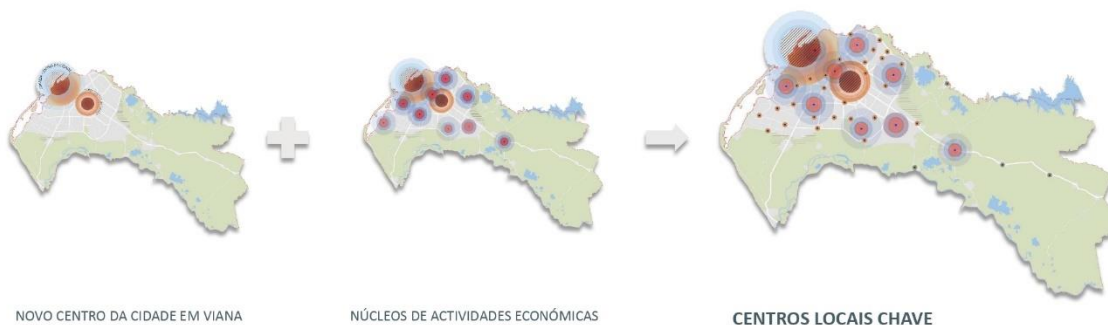 NOVO CENTRO DA CIDADE EM VIANA
NÚCLEOS DE ACTIVIDADES ECONÓMICAS
CENTROS LOCAIS CHAVE